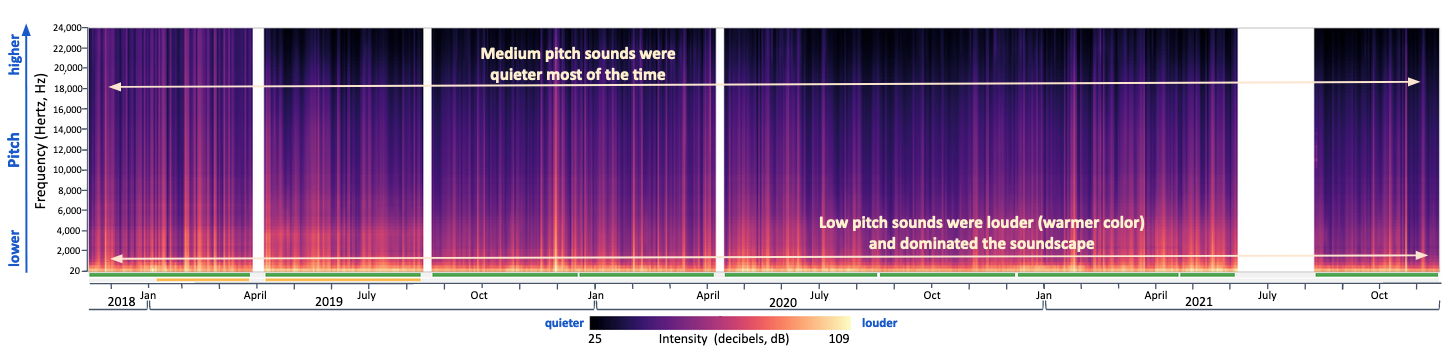 higher
Pitch
lower
Frequency (Hertz, Hz)
24,000
22,000
20,000
18,000
16,000
14,000
12,000
10,000
8,000
6,000
4,000
2,000
20
Medium pitch sounds were
quieter most of the time
Low pitch sounds were louder (warmer color)
and dominated the soundscape
Jan April July Oct Jan April July Oct Jan April July Oct
2018 2019 2020 2021
quieter louder
25 Intensity (decibels, dB) 109